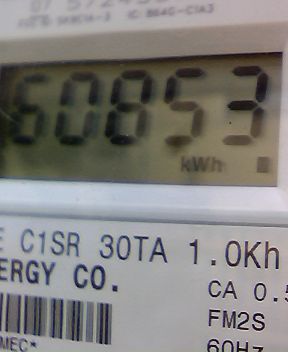 60853
kWh
C1SR 30TA 1.0Kh
ERGY CO.
CA 0.5
FM2S
60Hz
MEC*